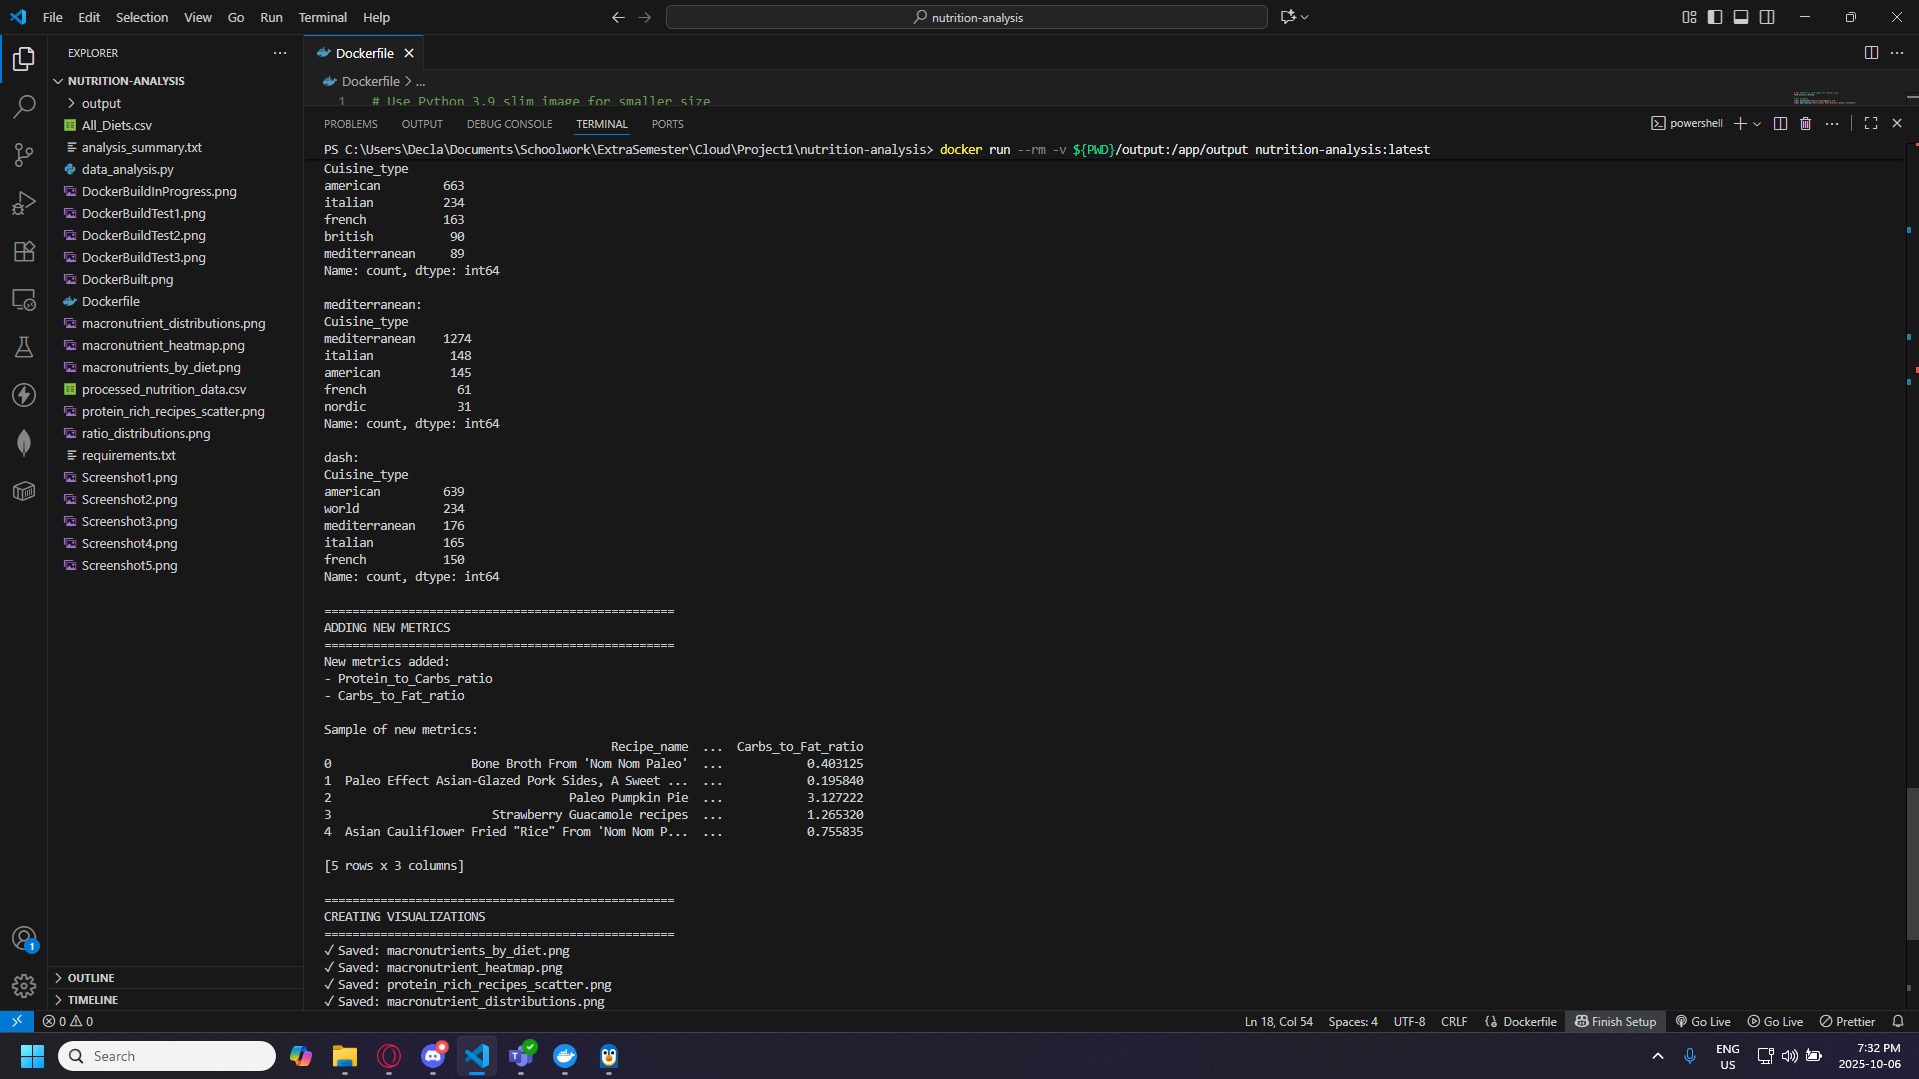 File Edit Selection View Go Run Terminal Help
nutrition-analysis
EXPLORER
NUTRITION-ANALYSIS
output
All_Diets.csv
analysis_summary.txt
data_analysis.py
DockerBuildInProgress.png
DockerBuildTest1.png
DockerBuildTest2.png
DockerBuildTest3.png
DockerBuilt.png
Dockerfile
macronutrient_distributions.png
macronutrient_heatmap.png
macronutrients_by_diet.png
processed_nutrition_data.csv
protein_rich_recipes_scatter.png
ratio_distributions.png
requirements.txt
Screenshot1.png
Screenshot2.png
Screenshot3.png
Screenshot4.png
Screenshot5.png
OUTLINE
TIMELINE
Dockerfile
Dockerfile > ...
1 # Use Python 3.9 slim image for smaller size
PROBLEMS OUTPUT DEBUG CONSOLE TERMINAL PORTS
powershell
PS C:\Users\Decla\Documents\Schoolwork\ExtraSemester\Cloud\Project1\nutrition-analysis> docker run --rm -v ${PWD}/output:/app/output nutrition-analysis:latest
Cuisine_type
american 663
italian 234
french 163
british 90
mediterranean 89
Name: count, dtype: int64
mediterranean:
Cuisine_type
mediterranean 1274
italian 148
american 145
french 61
nordic 31
Name: count, dtype: int64
dash:
Cuisine_type
american 639
world 234
mediterranean 176
italian 165
french 150
Name: count, dtype: int64
==================================================
ADDING NEW METRICS
==================================================
New metrics added:
- Protein_to_Carbs_ratio
- Carbs_to_Fat_ratio
Sample of new metrics:
Recipe_name ... Carbs_to_Fat_ratio
0 Bone Broth From 'Nom Nom Paleo' ... 0.403125
1 Paleo Effect Asian-Glazed Pork Sides, A Sweet ... ... 0.195840
2 Paleo Pumpkin Pie ... 3.127222
3 Strawberry Guacamole recipes ... 1.265320
4 Asian Cauliflower Fried "Rice" From 'Nom Nom P... ... 0.755835
[5 rows x 3 columns]
==================================================
CREATING VISUALIZATIONS
==================================================
✓ Saved: macronutrients_by_diet.png
✓ Saved: macronutrient_heatmap.png
✓ Saved: protein_rich_recipes_scatter.png
✓ Saved: macronutrient_distributions.png
0 0
Ln 18, Col 54 Spaces: 4 UTF-8 CRLF Dockerfile Finish Setup Go Live Go Live Prettier
1
Search
ENG
US
7:32 PM
2025-10-06